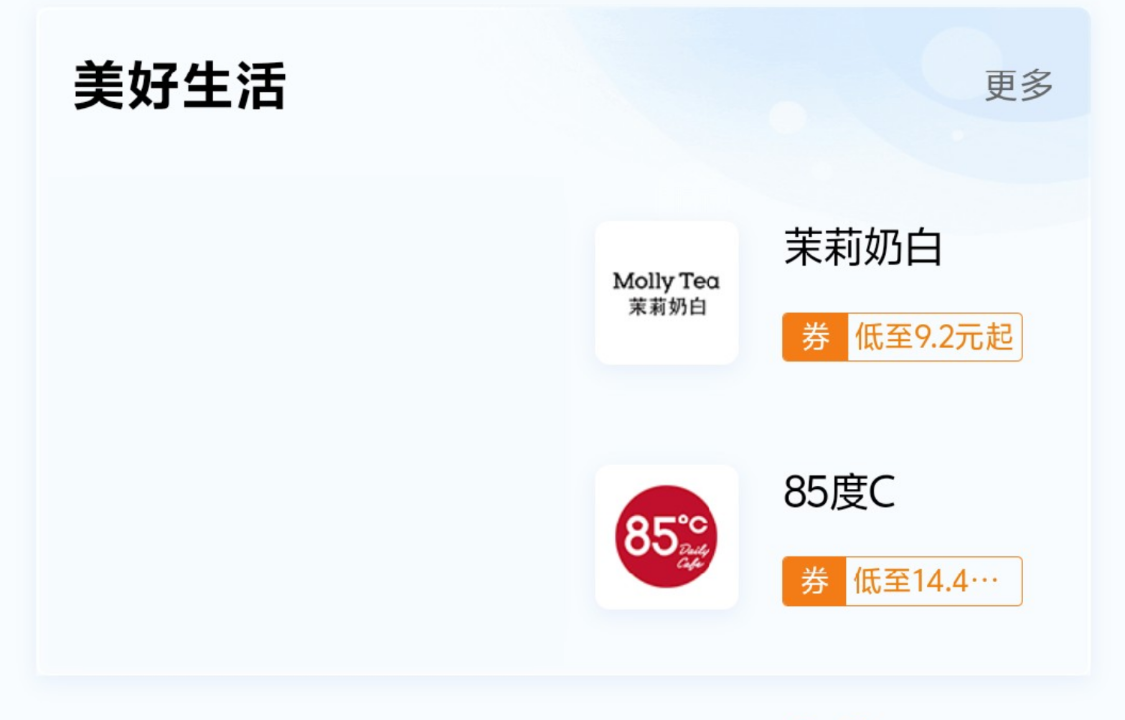 美好生活
更多
Molly Tea
茉莉奶白
茉莉奶白
券 低至9.2元起
85°C
Daily
Cafe
85度C
券 低至14.4…